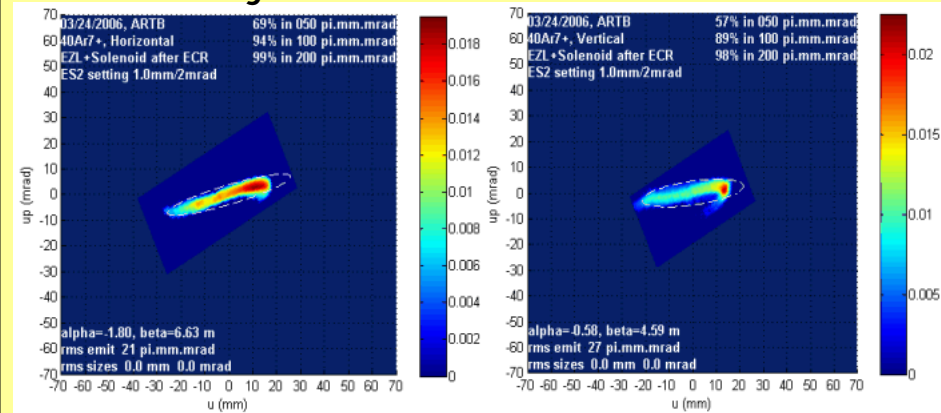 03/24/2006, ARTB 69% in 050 pi.mm.mrad
40Ar7+, Horizontal 94% in 100 pi.mm.mrad
EZL+Solenoid after ECR 99% in 200 pi.mm.mrad
ES2 setting 1.0mm/2mrad
alpha=-1.80, beta=6.63 m
rms emit 21 pi.mm.mrad
rms sizes 0.0 mm 0.0 mrad
up (mrad)
70
60
50
40
30
20
10
0
-10
-20
-30
-40
-50
-60
-70
-70 -60 -50 -40 -30 -20 -10 0 10 20 30 40 50 60 70
u (mm)
0.018
0.016
0.014
0.012
0.010
0.008
0.006
0.004
0.002
0
03/24/2006, ARTB 57% in 050 pi.mm.mrad
40Ar7+, Vertical 89% in 100 pi.mm.mrad
EZL+Solenoid after ECR 98% in 200 pi.mm.mrad
ES2 setting 1.0mm/2mrad
alpha=-0.58, beta=4.59 m
rms emit 27 pi.mm.mrad
rms sizes 0.0 mm 0.0 mrad
up (mrad)
70
60
50
40
30
20
10
0
-10
-20
-30
-40
-50
-60
-70
-70 -60 -50 -40 -30 -20 -10 0 10 20 30 40 50 60 70
u (mm)
0.02
0.015
0.01
0.005
0